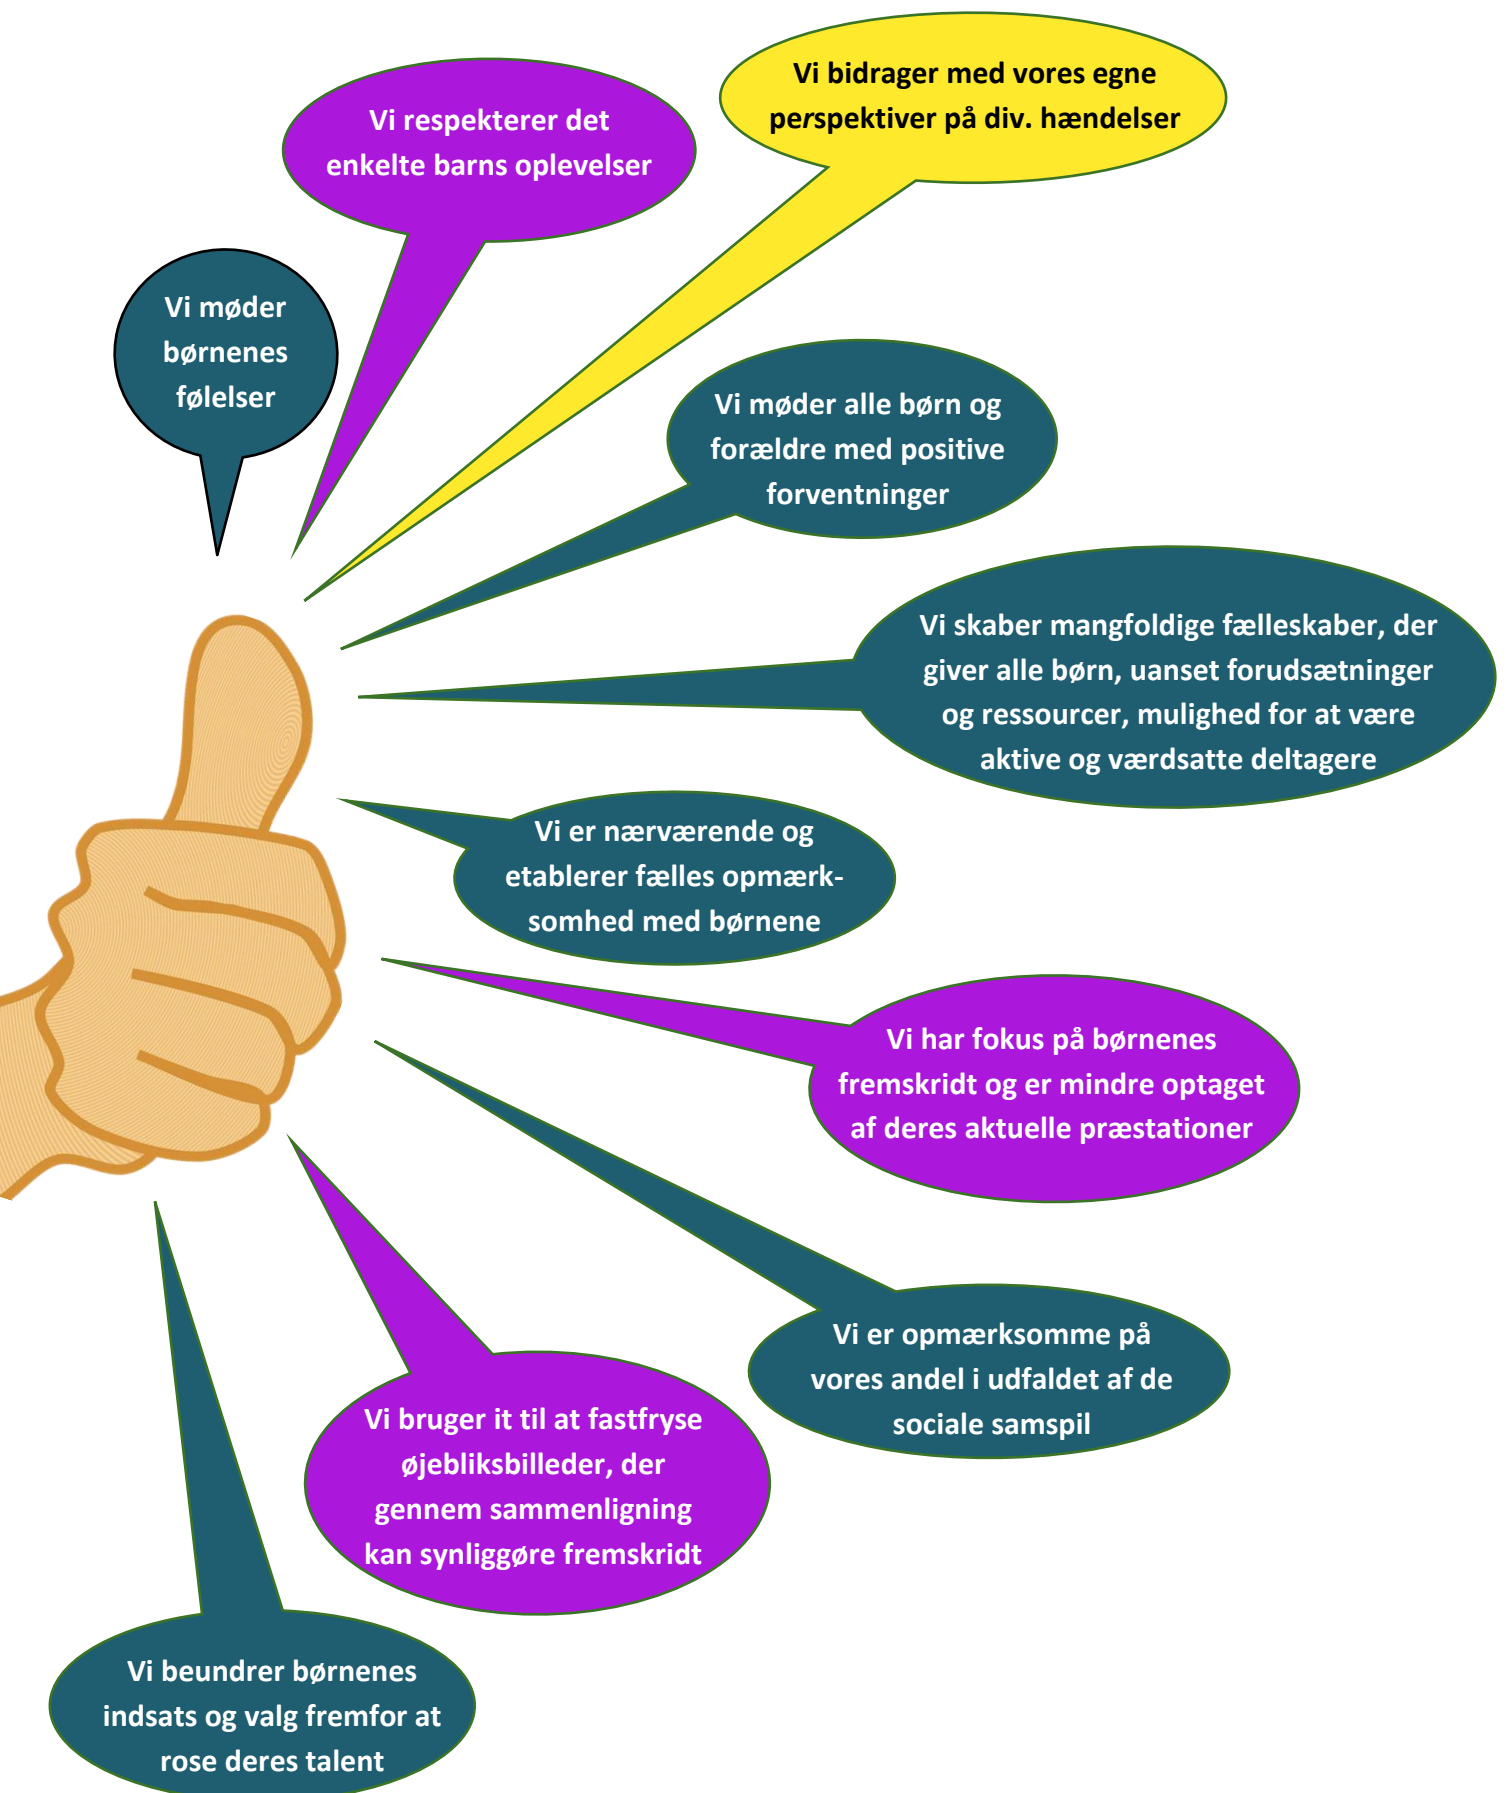 Vi bidrager med vores egne
perspektiver på div. hændelser
Vi respekterer det
enkelte barns oplevelser
Vi møder
børnenes
følelser
Vi møder alle børn og
forældre med positive
forventninger
Vi skaber mangfoldige fælleskaber, der
giver alle børn, uanset forudsætninger
og ressourcer, mulighed for at være
aktive og værdsatte deltagere
Vi er nærværende og
etablerer fælles opmærk-
somhed med børnene
Vi har fokus på børnenes
fremskridt og er mindre optaget
af deres aktuelle præstationer
Vi er opmærksomme på
vores andel i udfaldet af de
sociale samspil
Vi bruger it til at fastfryse
øjebliksbilleder, der
gennem sammenligning
kan synliggøre fremskridt
Vi beundrer børnenes
indsats og valg fremfor at
rose deres talent